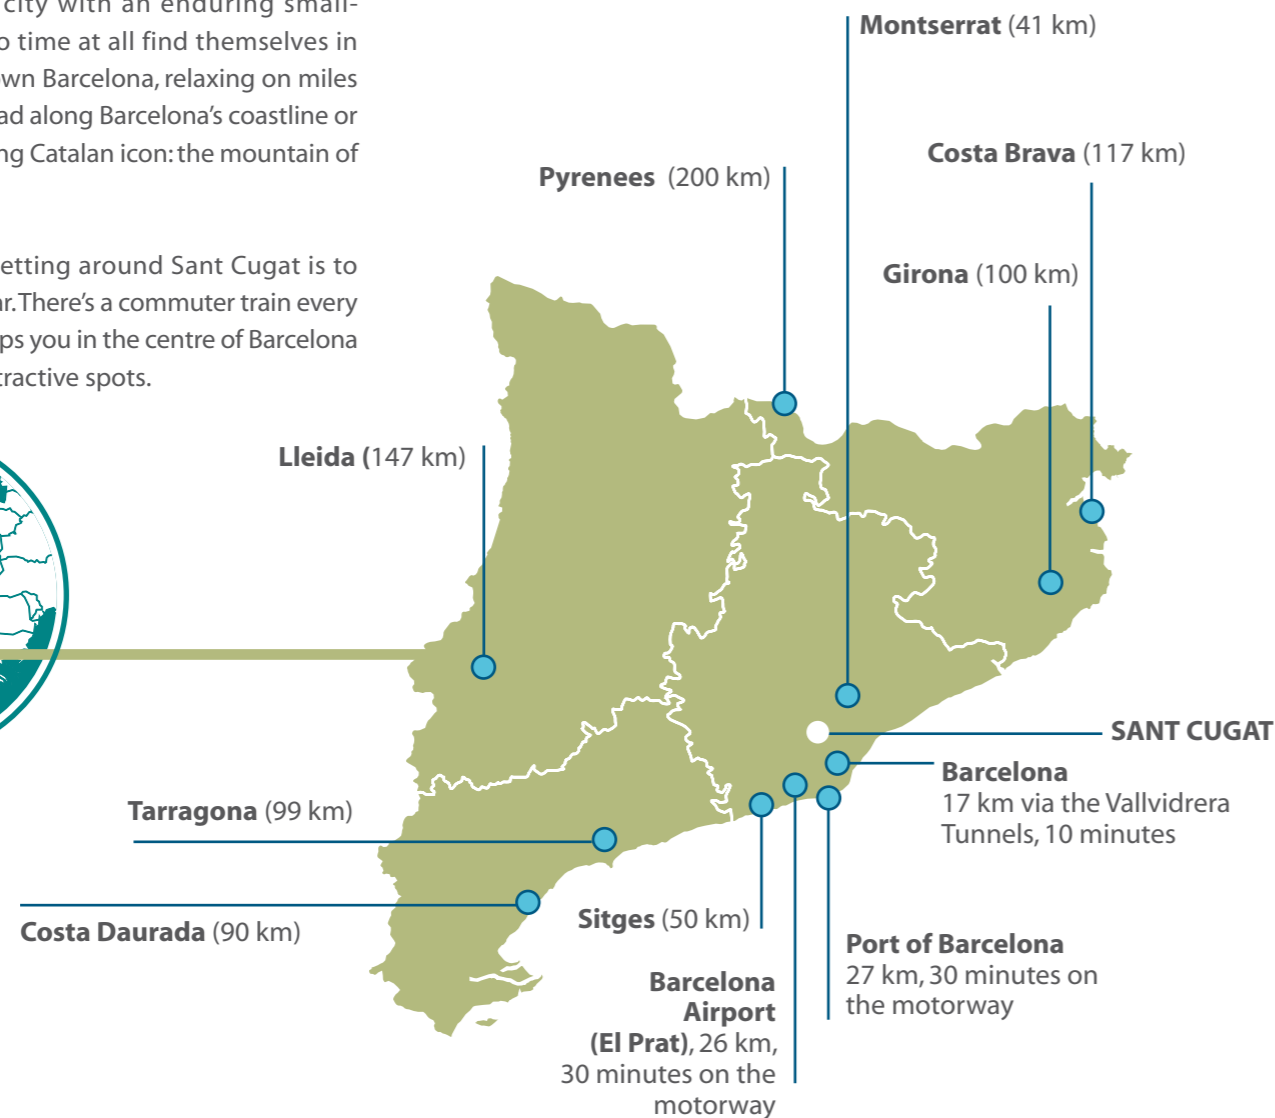 city with an enduring small-
o time at all find themselves in
own Barcelona, relaxing on miles
ad along Barcelona's coastline or
ng Catalan icon: the mountain of
etting around Sant Cugat is to
ar. There's a commuter train every
ps you in the centre of Barcelona
tractive spots.
Montserrat (41 km)
Costa Brava (117 km)
Pyrenees (200 km)
Girona (100 km)
Lleida (147 km)
SANT CUGAT
Barcelona
17 km via the Vallvidrera
Tunnels, 10 minutes
Tarragona (99 km)
Costa Daurada (90 km)
Sitges (50 km)
Port of Barcelona
27 km, 30 minutes on
the motorway
Barcelona
Airport
(El Prat), 26 km,
30 minutes on the
motorway